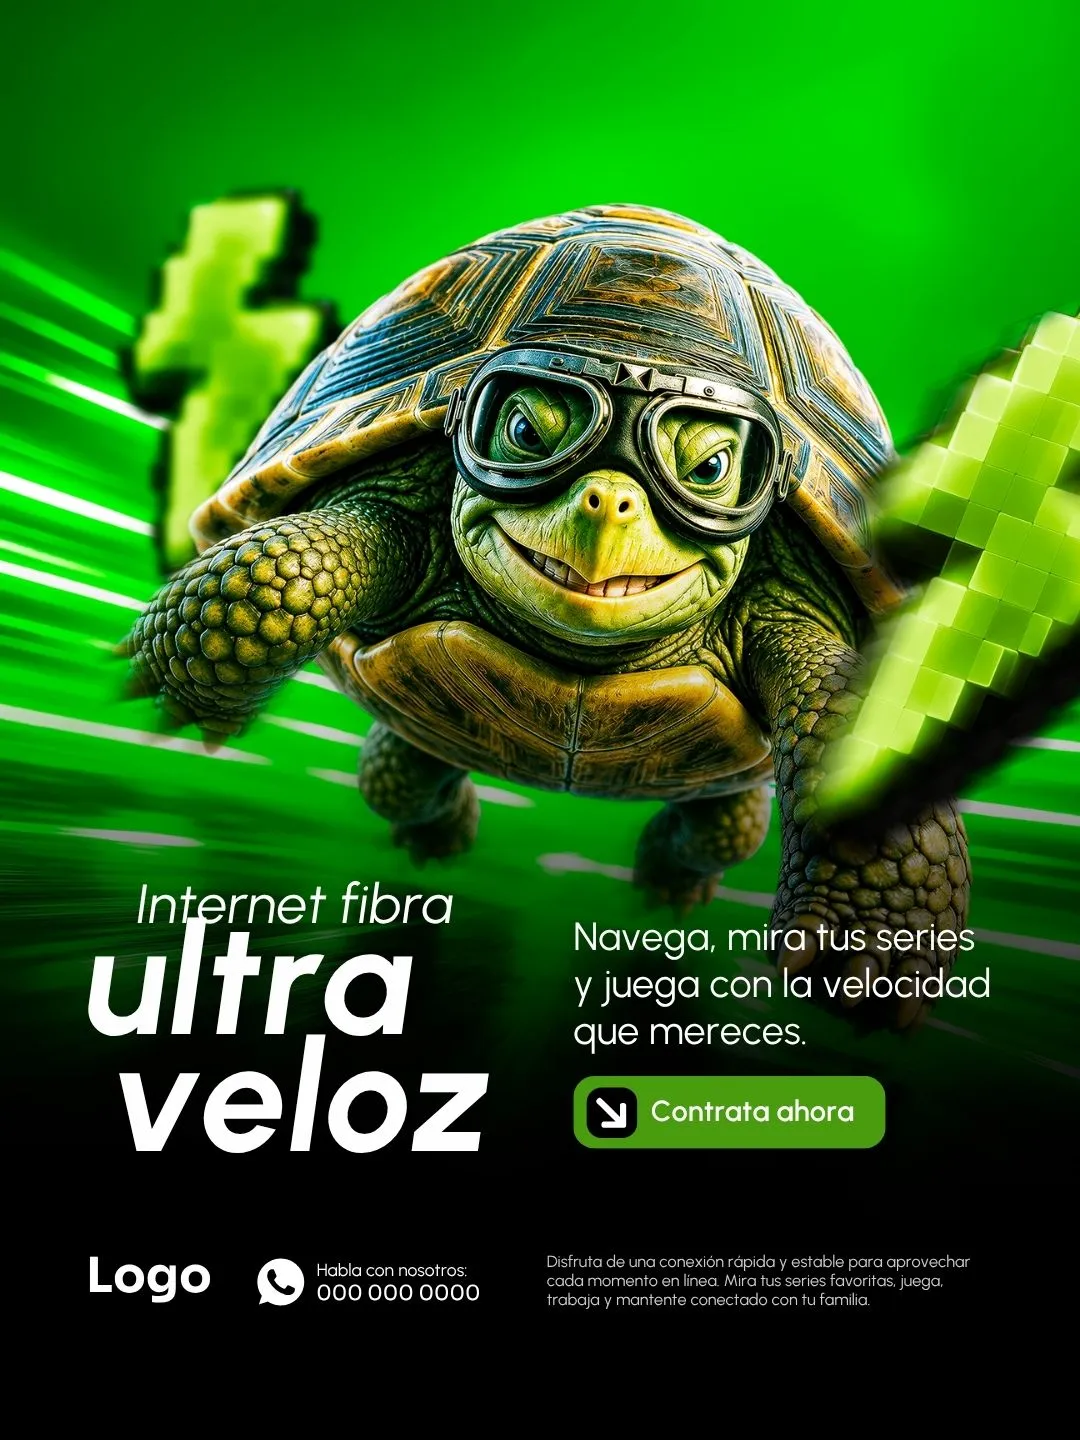 Internet fibra
ultra
veloz
Navega, mira tus series
y juega con la velocidad
que mereces.
Contrata ahora
Logo
Habla con nosotros:
000 000 0000
Disfruta de una conexión rápida y estable para aprovechar
cada momento en línea. Mira tus series favoritas, juega,
trabaja y mantente conectado con tu familia.